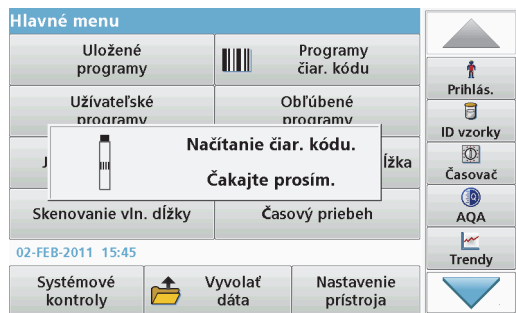 Hlavné menu
Uložené
programy
Programy
čiar. kódu
Užívateľské
programy
Obľúbené
programy
Načítanie čiar. kódu.
Čakajte prosím.
J
ĺžka
Skenovanie vln. dĺžky
Časový priebeh
02-FEB-2011 15:45
Systémové
kontroly
Vyvolať
dáta
Nastavenie
prístroja
Prihlás.
ID vzorky
Časovač
AQA
Trendy